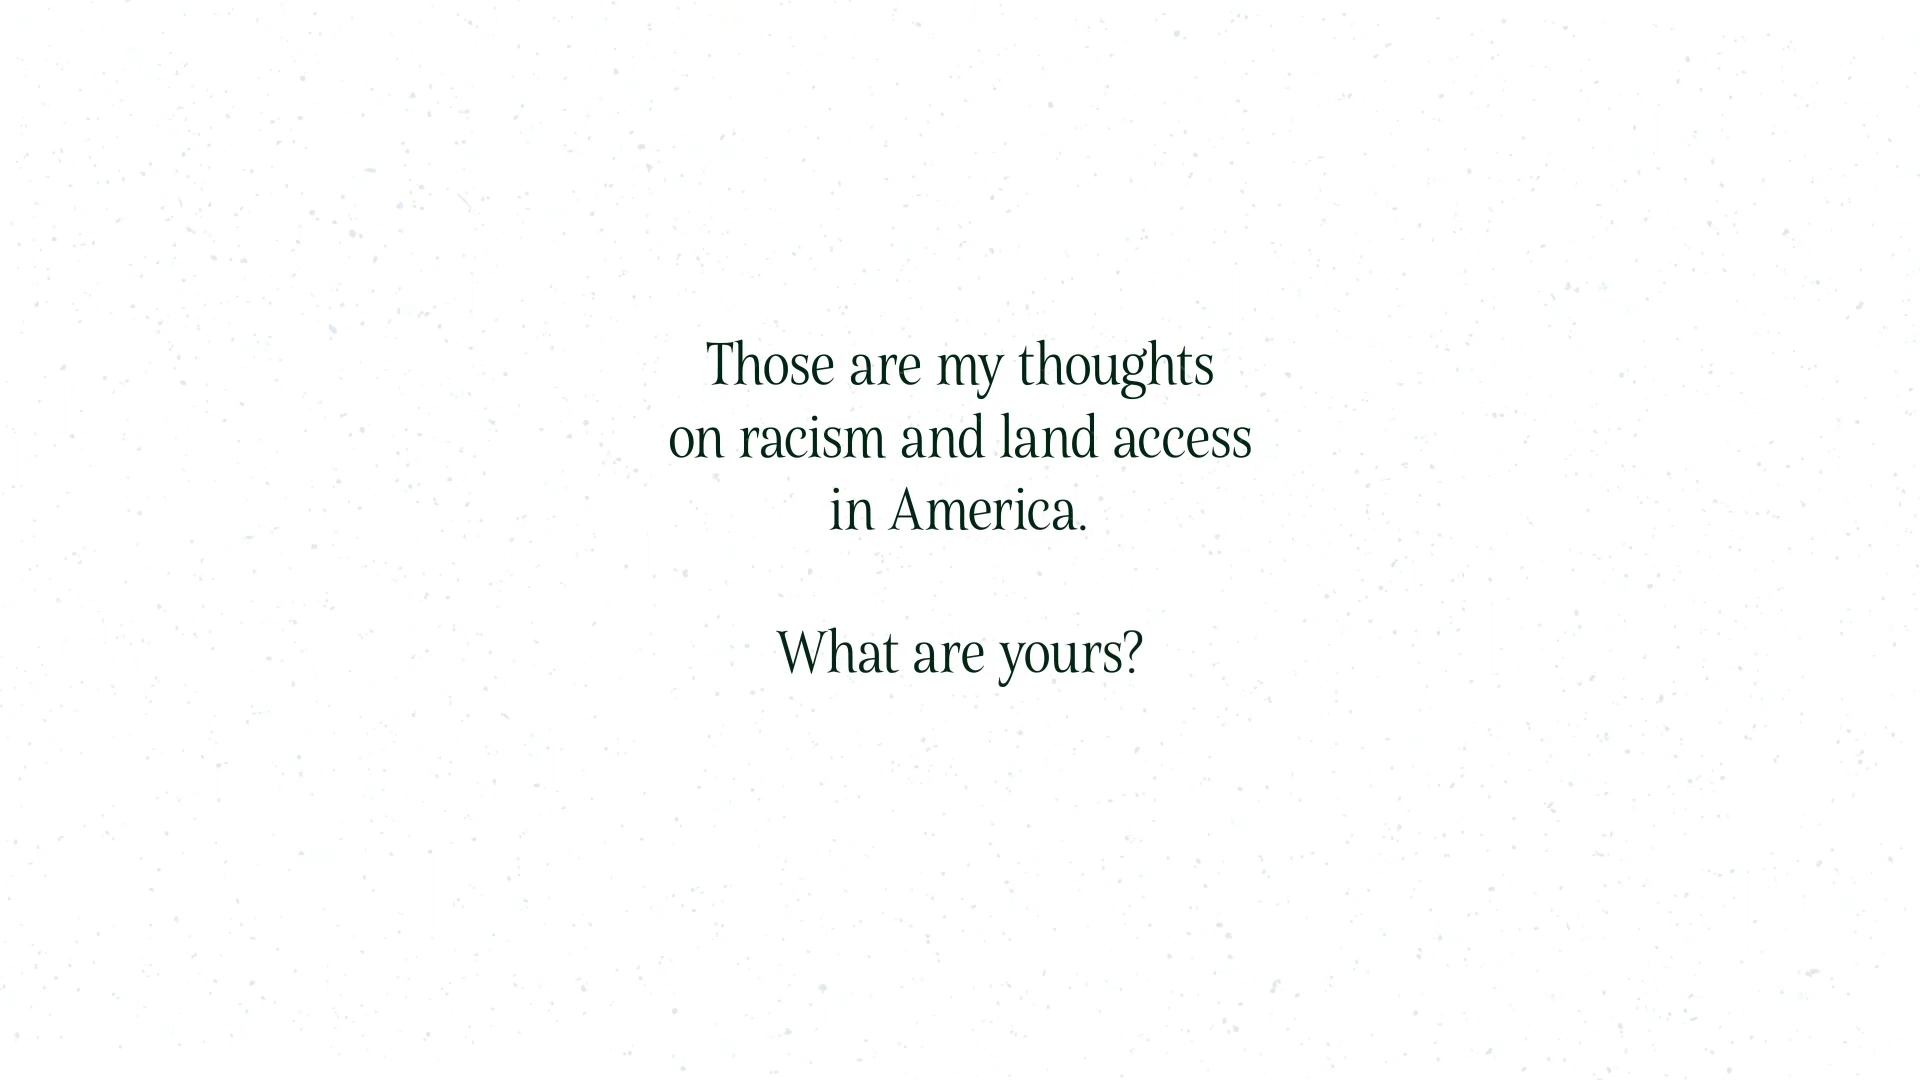 Those are my thoughts
on racism and land access
in America.
What are yours?